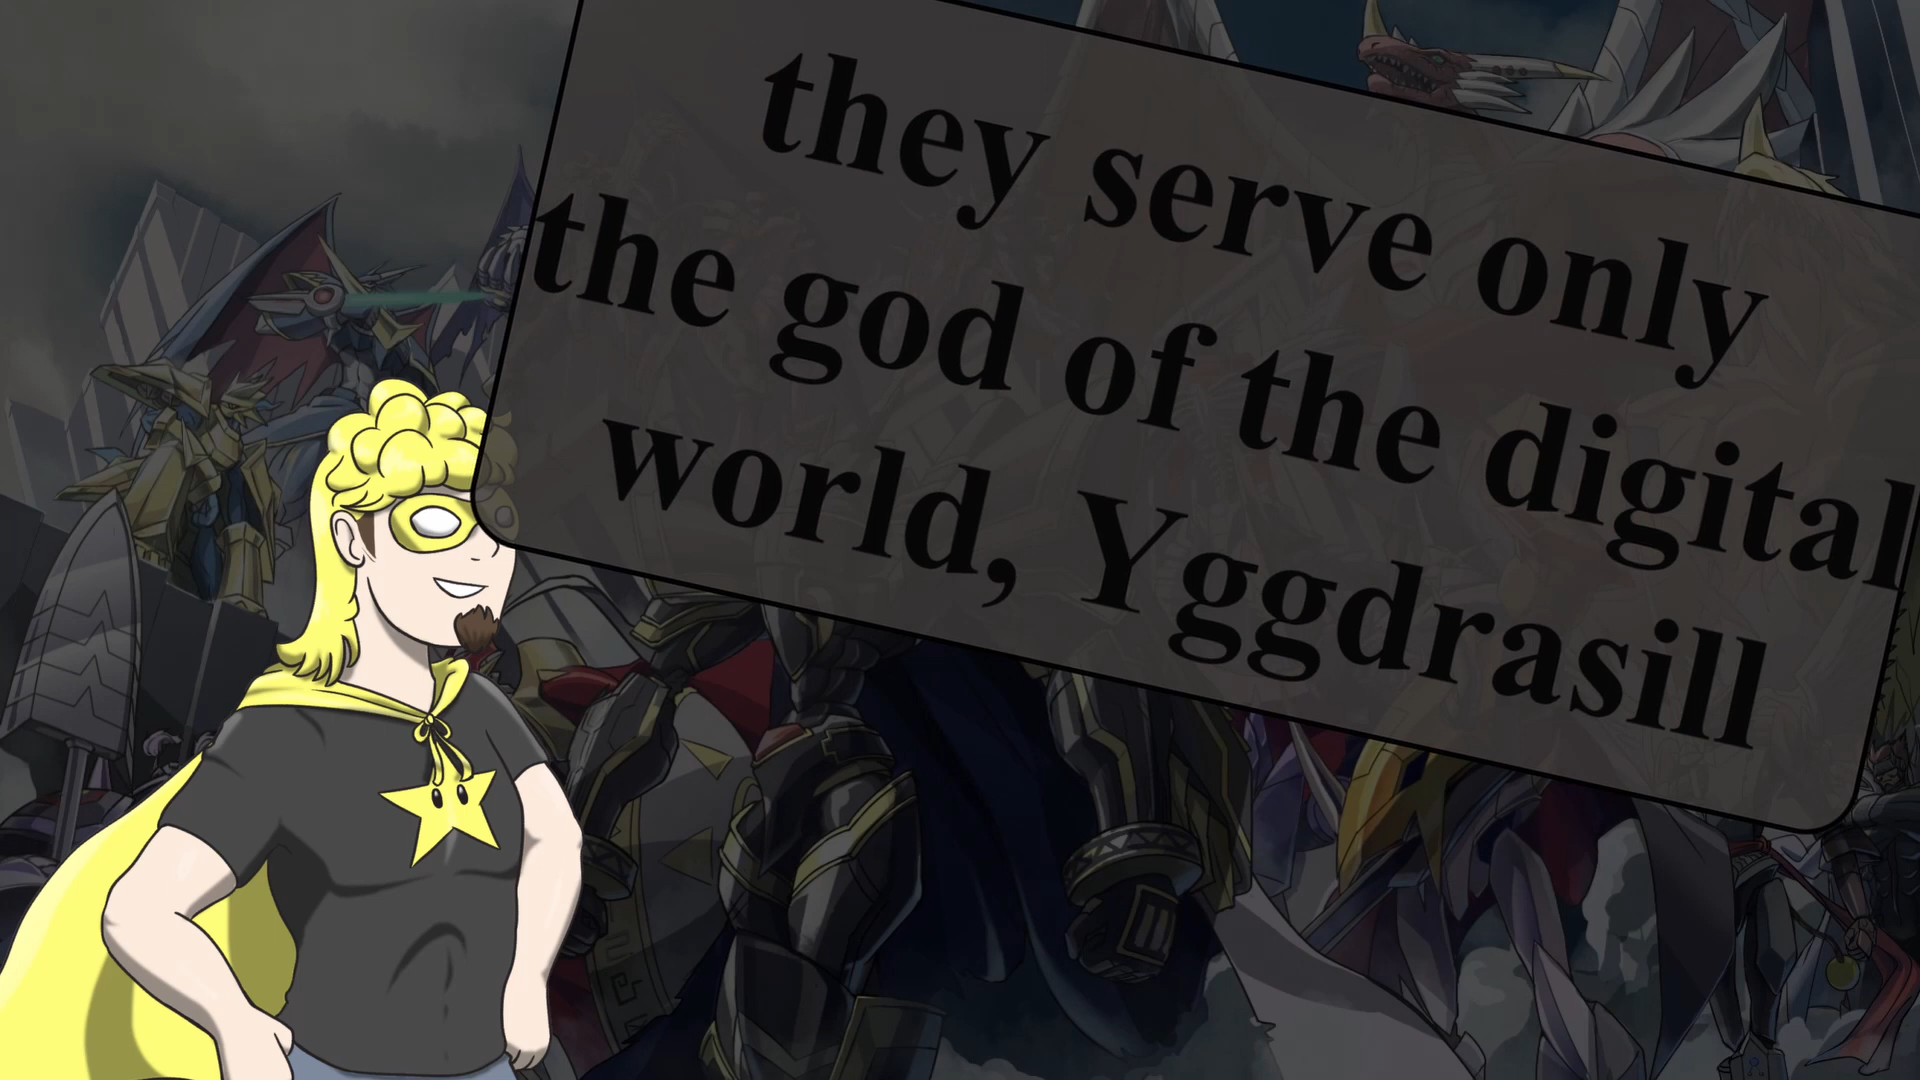 they serve only
the god of the digital
world, Yggdrasill